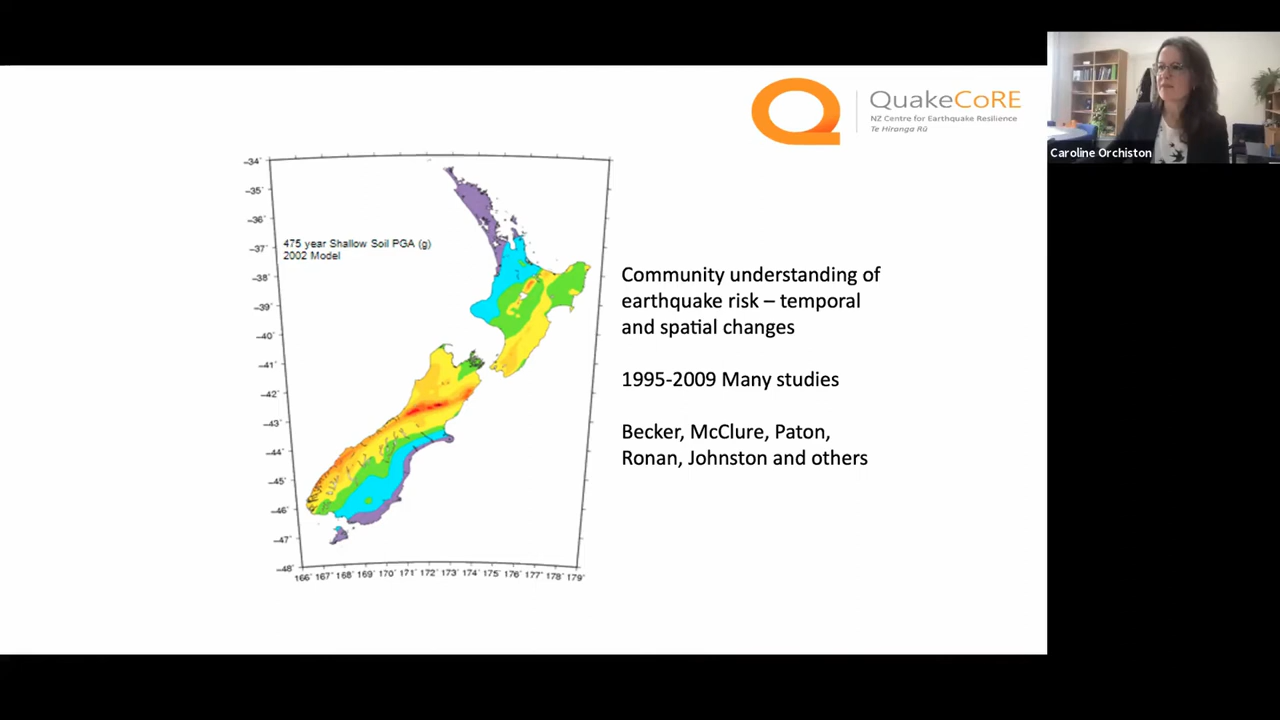 QuakeCoRE
NZ Centre for Earthquake Resilience
Te Hiranga Rū
Caroline Orchiston
475 year Shallow Soil PGA (g)
2002 Model
-34°
-35°
-36°
-37°
-38°
-39°
-40°
-41°
-42°
-43°
-44°
-45°
-46°
-47°
-48°
166° 167° 168° 169° 170° 171° 172° 173° 174° 175° 176° 177° 178° 179°
Community understanding of
earthquake risk – temporal
and spatial changes
1995-2009 Many studies
Becker, McClure, Paton,
Ronan, Johnston and others